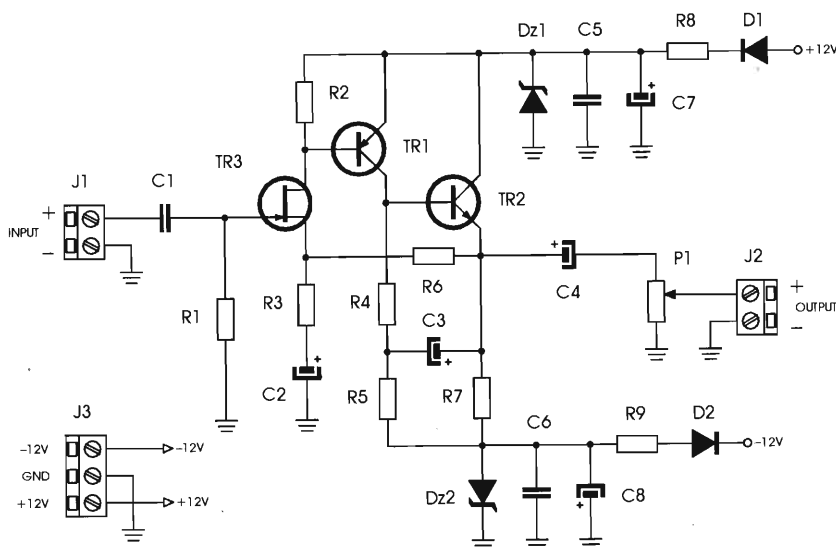 Dz1
C5
R8
D1
+12V
R2
C7
TR1
TR3
J1
C1
TR2
+
INPUT
−
P1
J2
R6
C4
+
OUTPUT
−
R1
R3
R4
C3
C2
R5
R7
J3
C6
R9
D2
−12V
−12V
−12V
GND
+12V
+12V
Dz2
C8
+
+
+
+
+